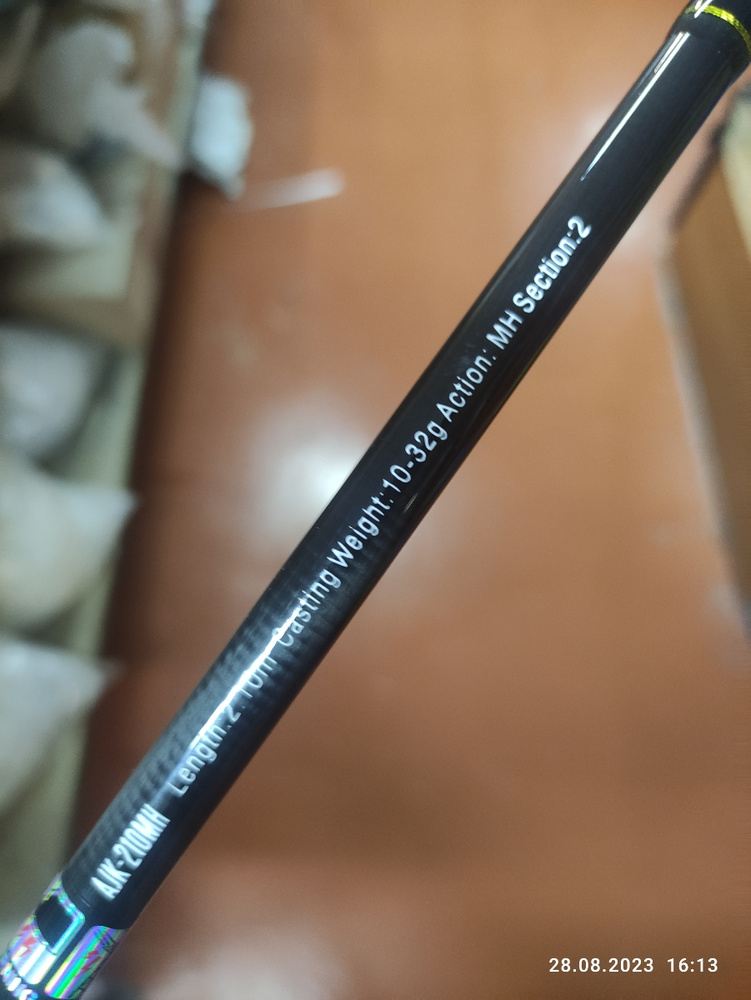 AJK-210MH Length:2.10m Casting Weight:10-32g Action: MH Section:2
28.08.2023 16:13